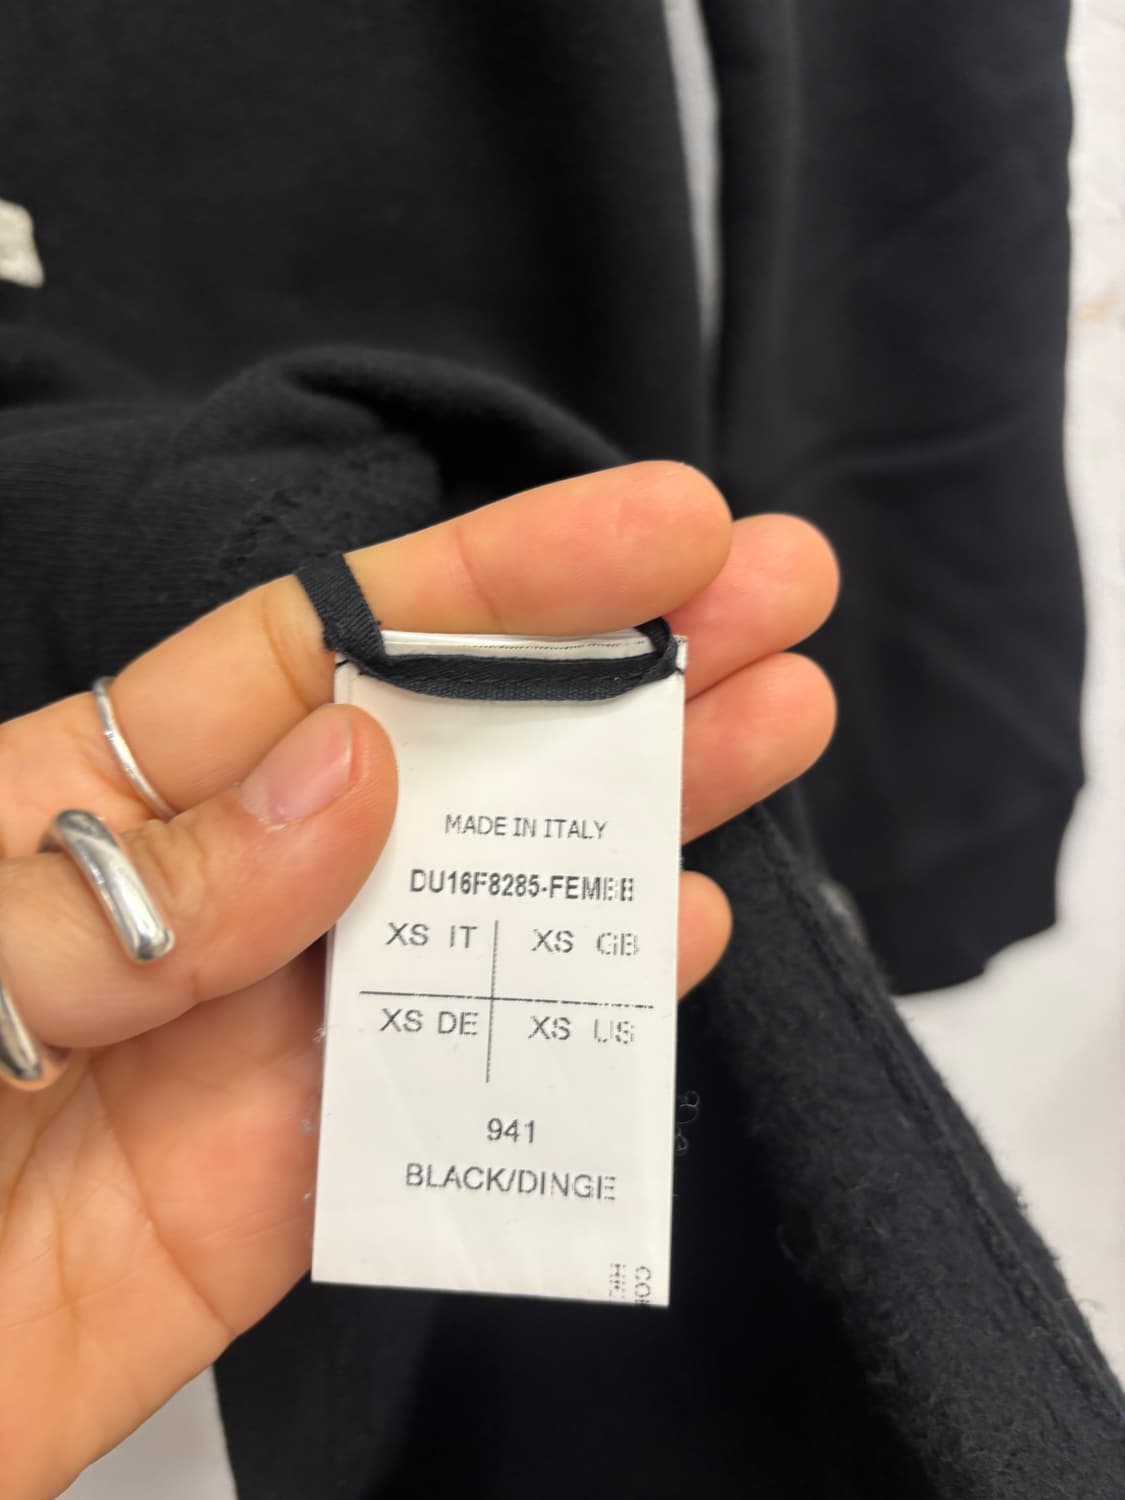 MADE IN ITALY
DU16F8285-FEMBB
XS IT XS GB
XS DE XS US
941
BLACK/DINGE